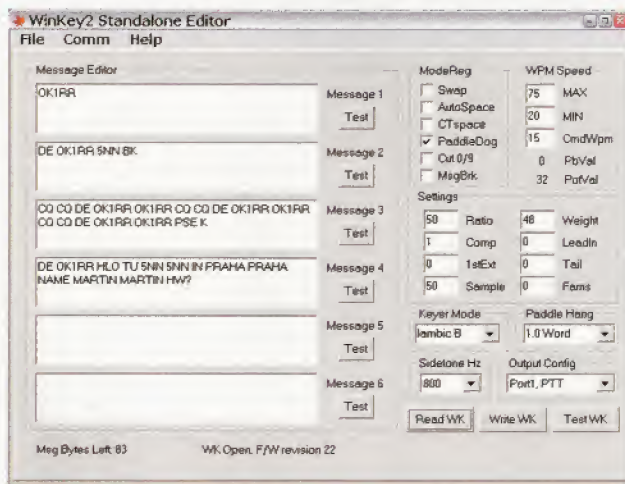 WinKey2 Standalone Editor
File Comm Help
Message Editor
OK1RR
Message 1
Test
DE OK1RR 5NN BK
Message 2
Test
CQ CQ DE OK1RR OK1RR CQ CQ DE OK1RR OK1RR
CQ CQ DE OK1RR OK1RR PSE K
Message 3
Test
DE OK1RR HLO TU 5NN 5NN IN PRAHA PRAHA
NAME MARTIN MARTIN HW?
Message 4
Test
Message 5
Test
Message 6
Test
Msg Bytes Left: 83 WK Open. F/W revision 22
ModeReg
Swap
AutoSpace
CTspace
PaddleDog
Cut 0/9
MsgBrk
WPM Speed
75 MAX
20 MIN
15 CmdWpm
0 PbVal
32 PotVal
Settings
50 Ratio 48 Weight
1 Comp 0 LeadIn
0 1stExt 0 Tail
50 Sample 0 Farns
Keyer Mode Paddle Hang
Iambic B 1.0 Word
Sidetone Hz Output Config
800 Port1, PTT
Read WK Write WK Test WK